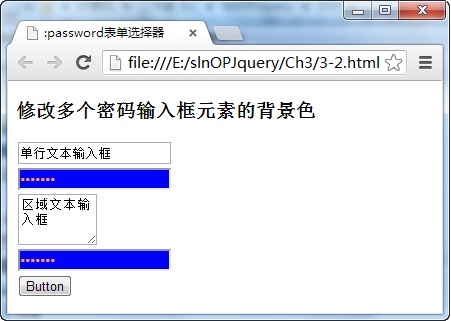 :password表单选择器
file:///E:/slnOPJquery/Ch3/3-2.html
修改多个密码输入框元素的背景色
单行文本输入框
•••••••
区域文本输
入框
•••••••
Button